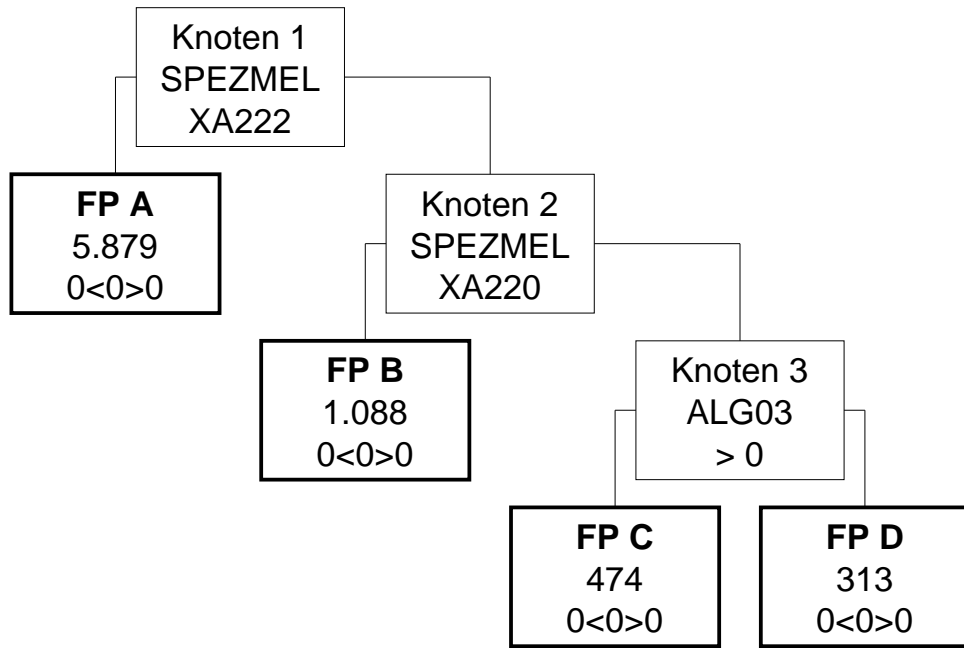 Knoten 1
SPEZMEL
XA222
FP A
5.879
0<0>0
Knoten 2
SPEZMEL
XA220
FP B
1.088
0<0>0
Knoten 3
ALG03
> 0
FP C
474
0<0>0
FP D
313
0<0>0